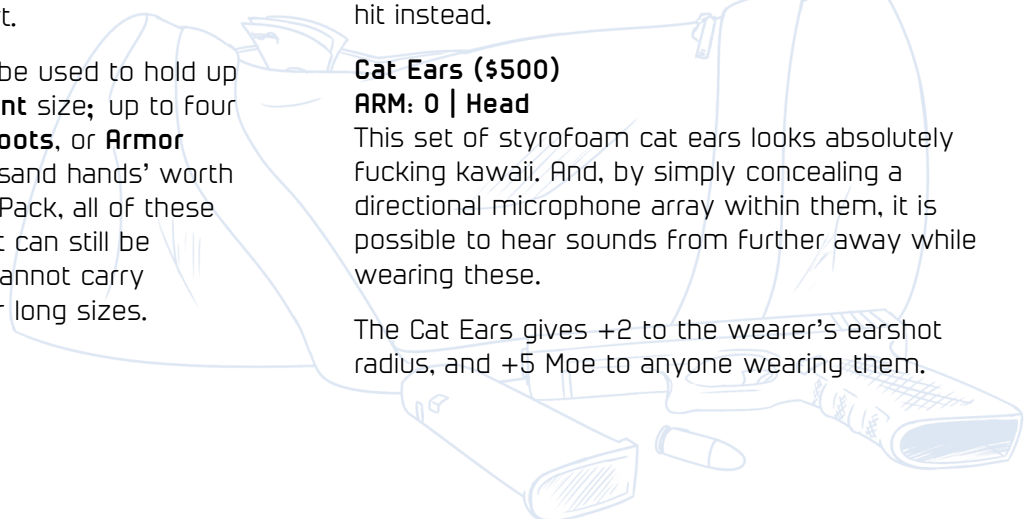 t.
be used to hold up
nt size; up to four
oots, or Armor
sand hands' worth
Pack, all of these
t can still be
annot carry
r long sizes.
hit instead.
Cat Ears ($500)
ARM: 0 | Head
This set of styrofoam cat ears looks absolutely
fucking kawaii. And, by simply concealing a
directional microphone array within them, it is
possible to hear sounds from further away while
wearing these.
The Cat Ears gives +2 to the wearer's earshot
radius, and +5 Moe to anyone wearing them.